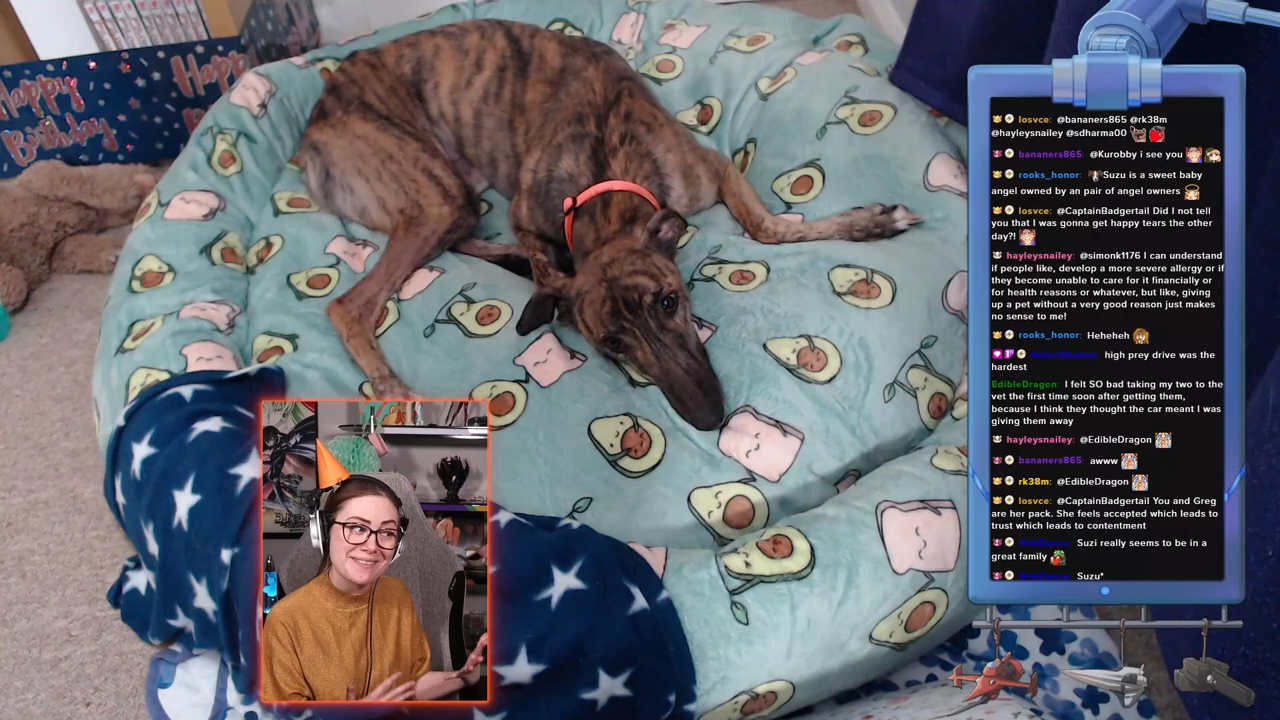 Happy
Birthday
Happy
losvce: @bananers865 @rk38m
@hayleysnailey @sdharma00
bananers865: @Kurobby i see you
rooks_honor: Suzu is a sweet baby
angel owned by an pair of angel owners
losvce: @CaptainBadgertail Did I not tell
you that I was gonna get happy tears the other
day?!
hayleysnailey: @simonk1176 I can understand
if people like, develop a more severe allergy or if
they become unable to care for it financially or
for health reasons or whatever, but like, giving
up a pet without a very good reason just makes
no sense to me!
rooks_honor: Heheheh
high prey drive was the
hardest
EdibleDragon: I felt SO bad taking my two to the
vet the first time soon after getting them,
because I think they thought the car meant I was
giving them away
hayleysnailey: @EdibleDragon
bananers865: awww
rk38m: @EdibleDragon
losvce: @CaptainBadgertail You and Greg
are her pack. She feels accepted which leads to
trust which leads to contentment
Suzi really seems to be in a
great family
Suzu*